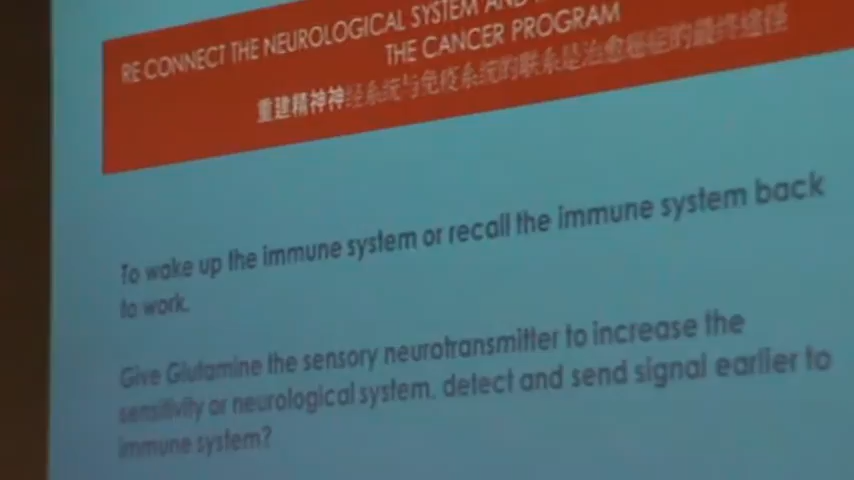 RE CONNECT THE NEUROLOGICAL SYSTEM AND
THE CANCER PROGRAM
重建精神神经系统与免疫系统的联系是治愈癌症的最终途径
To wake up the immune system or recall the immune system back
to work.
Give Glutamine the sensory neurotransmitter to increase the
sensitivity or neurological system, detect and send signal earlier to
immune system?